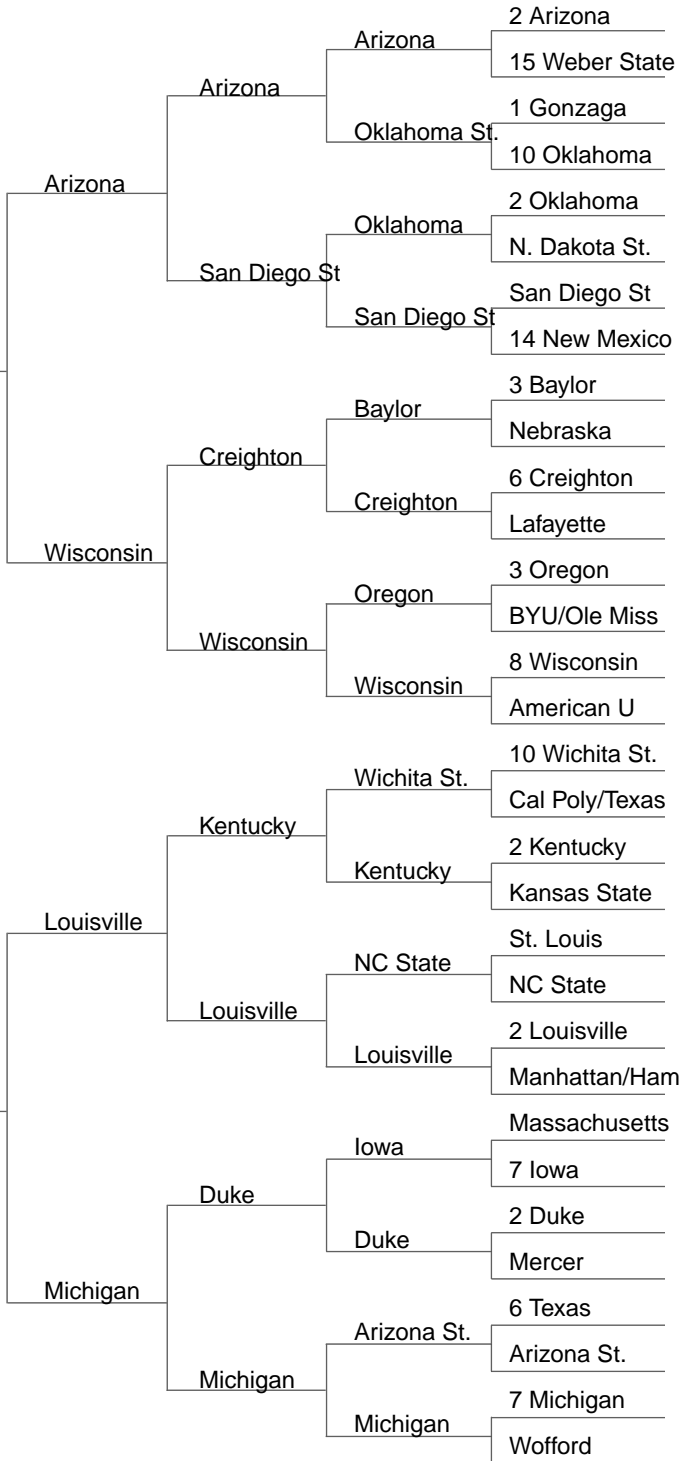 2 Arizona
Arizona
15 Weber State
Arizona
1 Gonzaga
Oklahoma St.
10 Oklahoma
Arizona
2 Oklahoma
Oklahoma
N. Dakota St.
San Diego St
San Diego St
San Diego St
14 New Mexico
3 Baylor
Baylor
Nebraska
Creighton
6 Creighton
Creighton
Lafayette
Wisconsin
3 Oregon
Oregon
BYU/Ole Miss
Wisconsin
8 Wisconsin
Wisconsin
American U
10 Wichita St.
Wichita St.
Cal Poly/Texas
Kentucky
2 Kentucky
Kentucky
Kansas State
Louisville
St. Louis
NC State
NC State
Louisville
2 Louisville
Louisville
Manhattan/Ham
Massachusetts
Iowa
7 Iowa
Duke
2 Duke
Duke
Mercer
Michigan
6 Texas
Arizona St.
Arizona St.
Michigan
7 Michigan
Michigan
Wofford